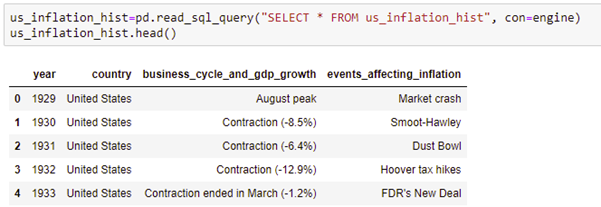 us_inflation_hist=pd.read_sql_query("SELECT * FROM us_inflation_hist", con=engine)
us_inflation_hist.head()
year country business_cycle_and_gdp_growth events_affecting_inflation
0 1929 United States August peak Market crash
1 1930 United States Contraction (-8.5%) Smoot-Hawley
2 1931 United States Contraction (-6.4%) Dust Bowl
3 1932 United States Contraction (-12.9%) Hoover tax hikes
4 1933 United States Contraction ended in March (-1.2%) FDR's New Deal